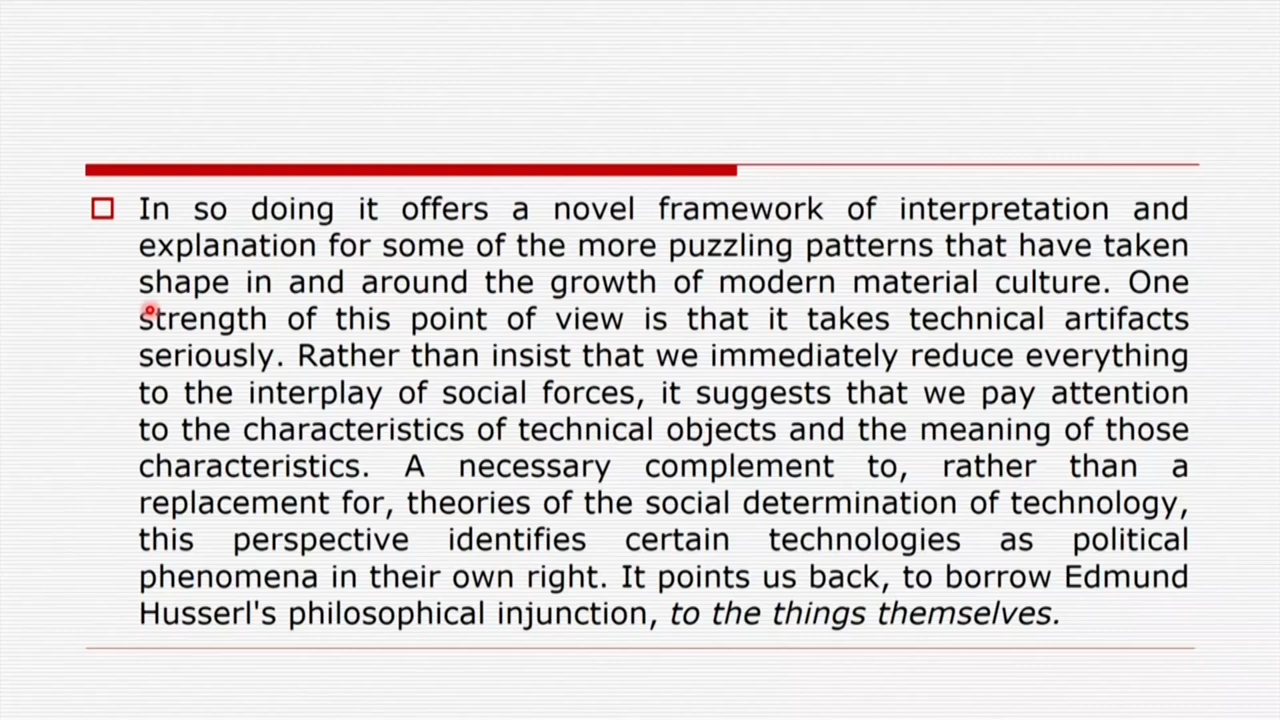 In so doing it offers a novel framework of interpretation and
explanation for some of the more puzzling patterns that have taken
shape in and around the growth of modern material culture. One
strength of this point of view is that it takes technical artifacts
seriously. Rather than insist that we immediately reduce everything
to the interplay of social forces, it suggests that we pay attention
to the characteristics of technical objects and the meaning of those
characteristics. A necessary complement to, rather than a
replacement for, theories of the social determination of technology,
this perspective identifies certain technologies as political
phenomena in their own right. It points us back, to borrow Edmund
Husserl's philosophical injunction, to the things themselves.